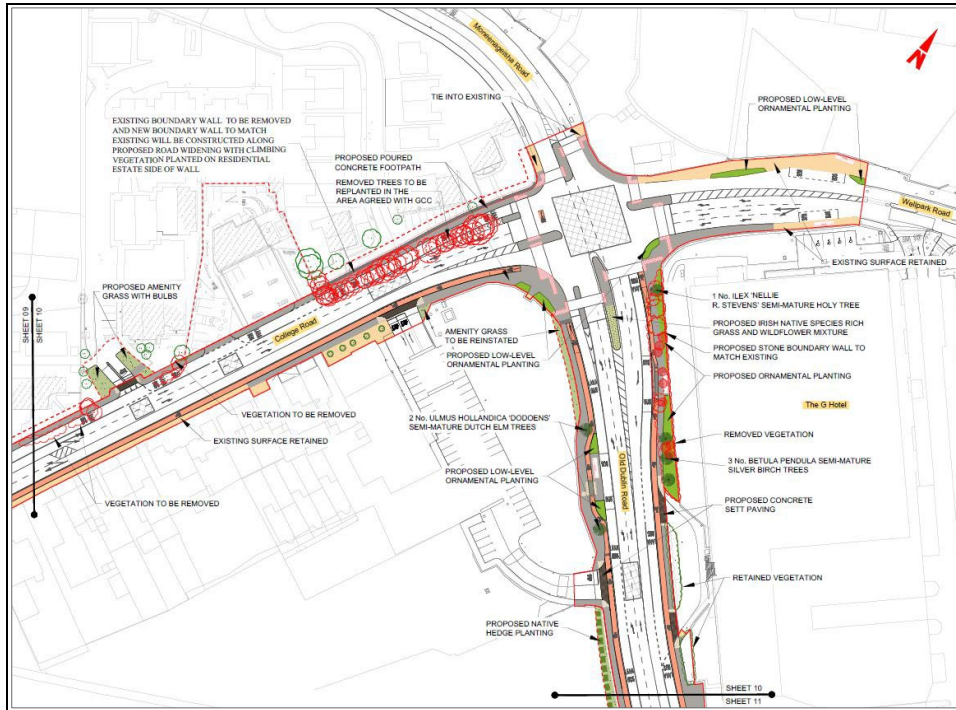 Moneenageisha Road
N
TIE INTO EXISTING
PROPOSED LOW-LEVEL
ORNAMENTAL PLANTING
EXISTING BOUNDARY WALL TO BE REMOVED
AND NEW BOUNDARY WALL TO MATCH
EXISTING WILL BE CONSTRUCTED ALONG
PROPOSED ROAD WIDENING WITH CLIMBING
VEGETATION PLANTED ON RESIDENTIAL
ESTATE SIDE OF WALL
PROPOSED POURED
CONCRETE FOOTPATH
REMOVED TREES TO BE
REPLANTED IN THE
AREA AGREED WITH GCC
Wellpark Road
EXISTING SURFACE RETAINED
PROPOSED AMENITY
GRASS WITH BULBS
SHEET 09
SHEET 10
College Road
1 No. ILEX 'NELLIE
R. STEVENS' SEMI-MATURE HOLY TREE
PROPOSED IRISH NATIVE SPECIES RICH
GRASS AND WILDFLOWER MIXTURE
PROPOSED STONE BOUNDARY WALL TO
MATCH EXISTING
AMENITY GRASS
TO BE REINSTATED
PROPOSED LOW-LEVEL
ORNAMENTAL PLANTING
PROPOSED ORNAMENTAL PLANTING
The G Hotel
VEGETATION TO BE REMOVED
2 No. ULMUS HOLLANDICA 'DODOENS'
SEMI-MATURE DUTCH ELM TREES
EXISTING SURFACE RETAINED
REMOVED VEGETATION
3 No. BETULA PENDULA SEMI-MATURE
SILVER BIRCH TREES
PROPOSED LOW-LEVEL
ORNAMENTAL PLANTING
Old Dublin Road
VEGETATION TO BE REMOVED
PROPOSED CONCRETE
SETT PAVING
RETAINED VEGETATION
PROPOSED NATIVE
HEDGE PLANTING
SHEET 10
SHEET 11